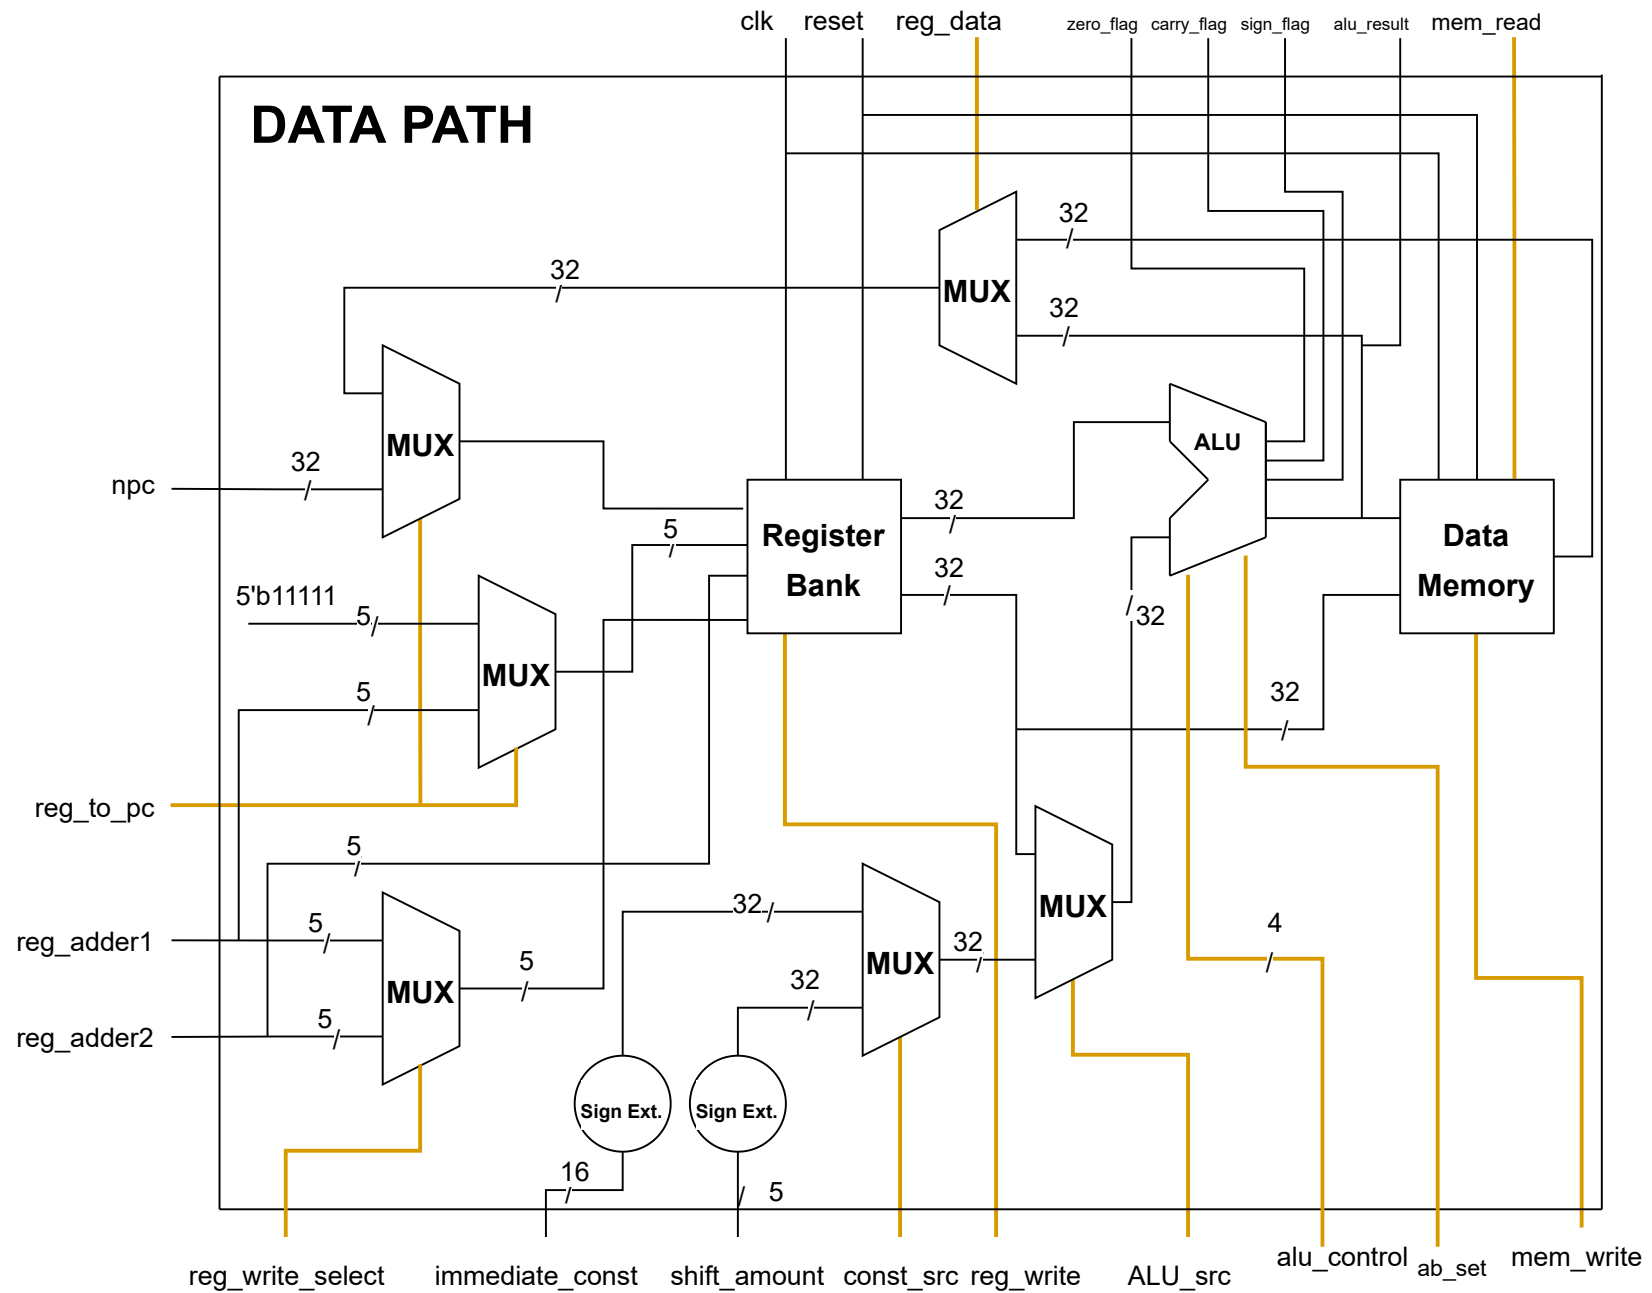 clk reset reg_data zero_flag carry_flag sign_flag alu_result mem_read
DATA PATH
32
32
MUX
32
32
MUX
ALU
npc
32
32
5
Register
Bank
Data
Memory
32
5'b11111
5
32
MUX
5
32
reg_to_pc
5
32
MUX
4
reg_adder1
5
MUX
32
5
MUX
32
reg_adder2
5
Sign Ext.
Sign Ext.
16
5
reg_write_select immediate_const shift_amount const_src reg_write ALU_src alu_control ab_set mem_write